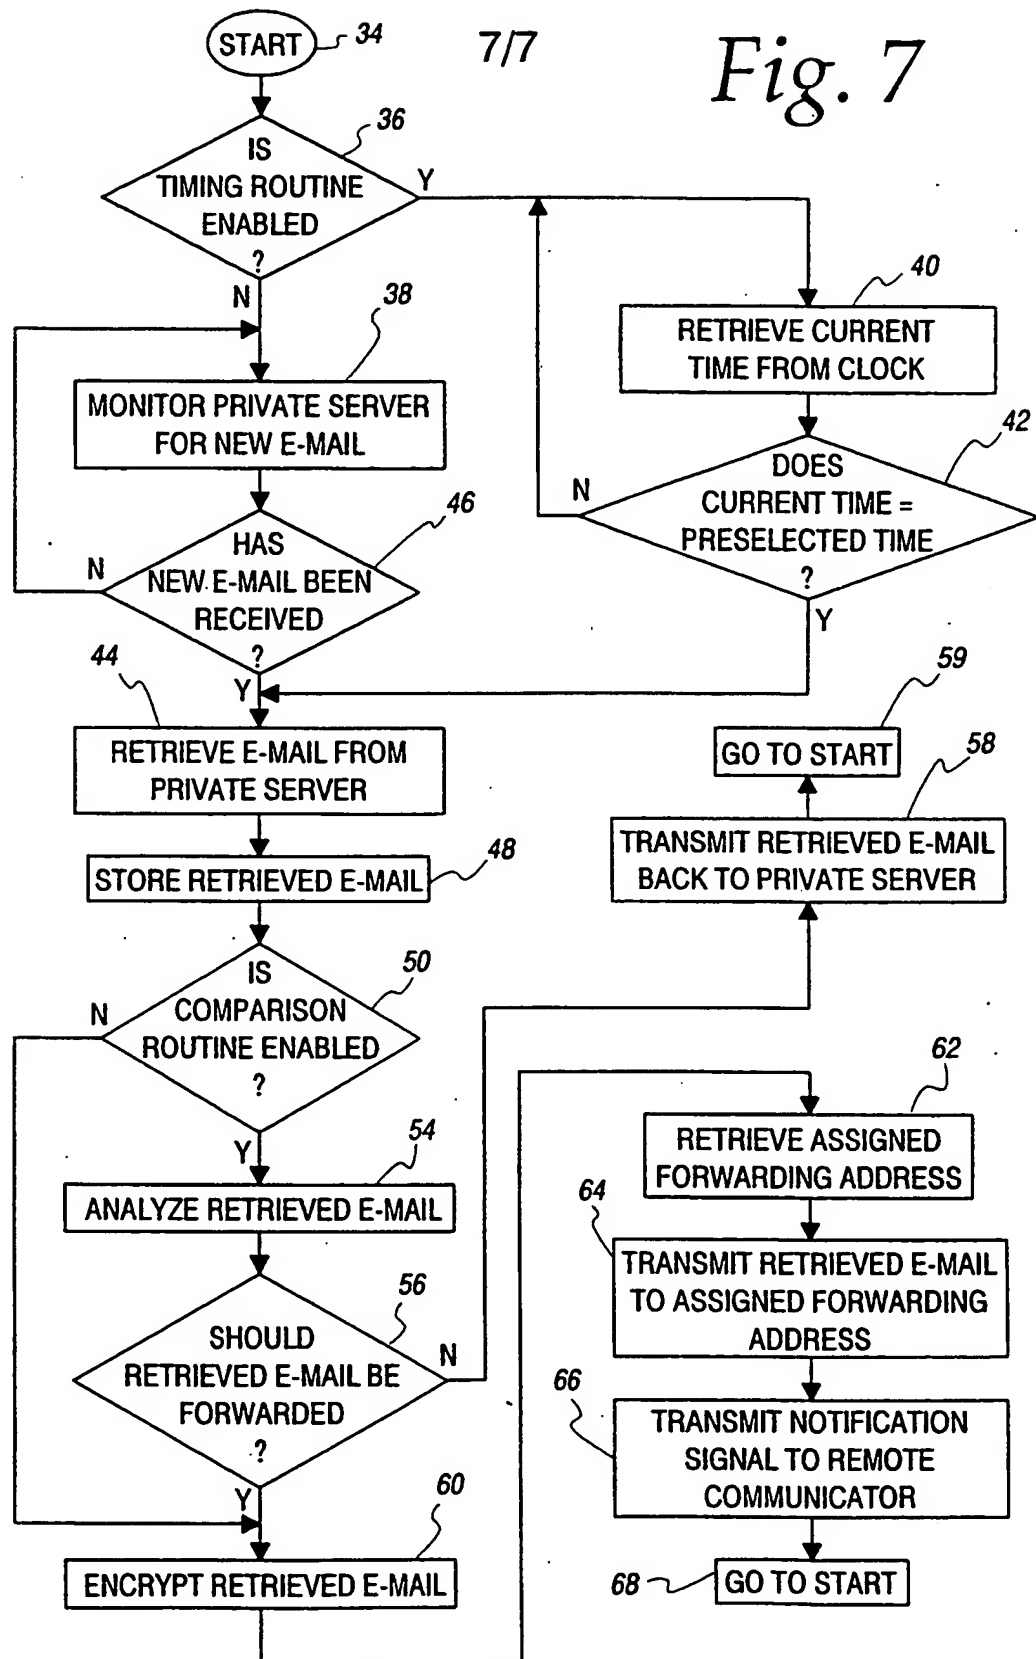 START
34
7/7
Fig. 7
36
IS
TIMING ROUTINE
ENABLED
?
Y
N
38
MONITOR PRIVATE SERVER
FOR NEW E-MAIL
40
RETRIEVE CURRENT
TIME FROM CLOCK
42
DOES
CURRENT TIME =
PRESELECTED TIME
?
N
Y
46
HAS
NEW E-MAIL BEEN
RECEIVED
?
N
Y
44
RETRIEVE E-MAIL FROM
PRIVATE SERVER
48
STORE RETRIEVED E-MAIL
50
IS
COMPARISON
ROUTINE ENABLED
?
N
Y
54
ANALYZE RETRIEVED E-MAIL
56
SHOULD
RETRIEVED E-MAIL BE
FORWARDED
?
N
Y
60
ENCRYPT RETRIEVED E-MAIL
59
GO TO START
58
TRANSMIT RETRIEVED E-MAIL
BACK TO PRIVATE SERVER
62
RETRIEVE ASSIGNED
FORWARDING ADDRESS
64
TRANSMIT RETRIEVED E-MAIL
TO ASSIGNED FORWARDING
ADDRESS
66
TRANSMIT NOTIFICATION
SIGNAL TO REMOTE
COMMUNICATOR
68
GO TO START